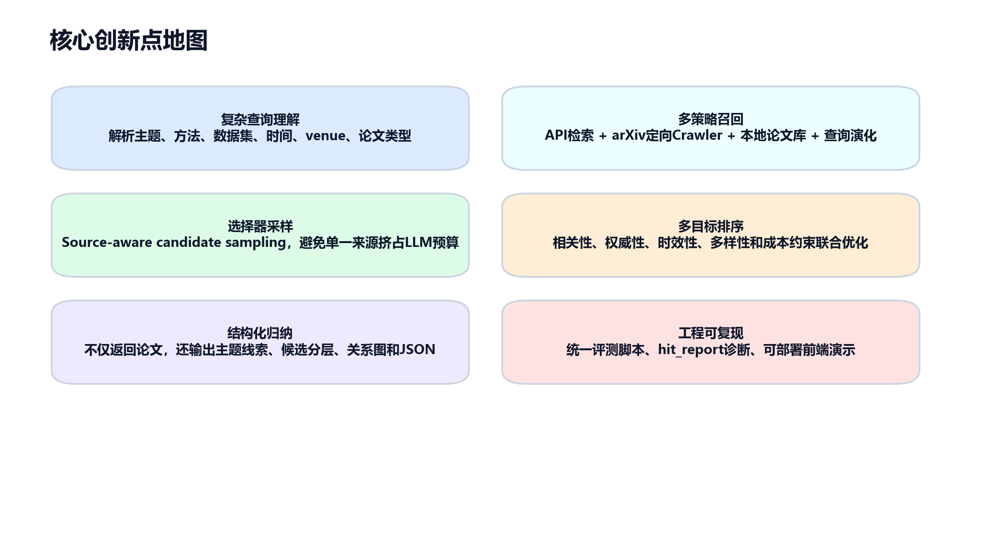 核心创新点地图
复杂查询理解
解析主题、方法、数据集、时间、venue、论文类型
多策略召回
API检索 + arXiv定向Crawler + 本地论文库 + 查询演化
选择器采样
Source-aware candidate sampling，避免单一来源挤占LLM预算
多目标排序
相关性、权威性、时效性、多样性和成本约束联合优化
结构化归纳
不仅返回论文，还输出主题线索、候选分层、关系图和JSON
工程可复现
统一评测脚本、hit_report诊断、可部署前端演示